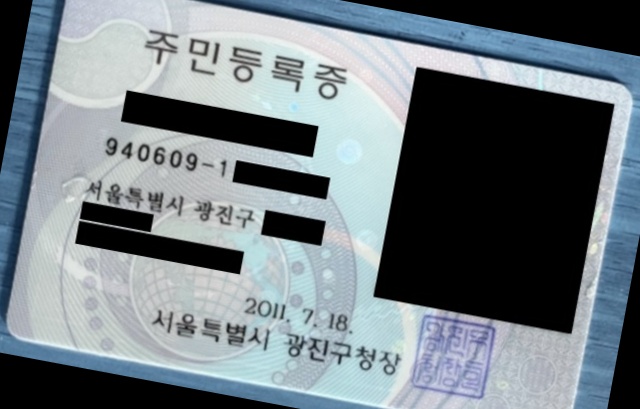 주민등록증
940609-1
서울특별시 광진구
2011. 7. 18.
서울특별시 광진구청장